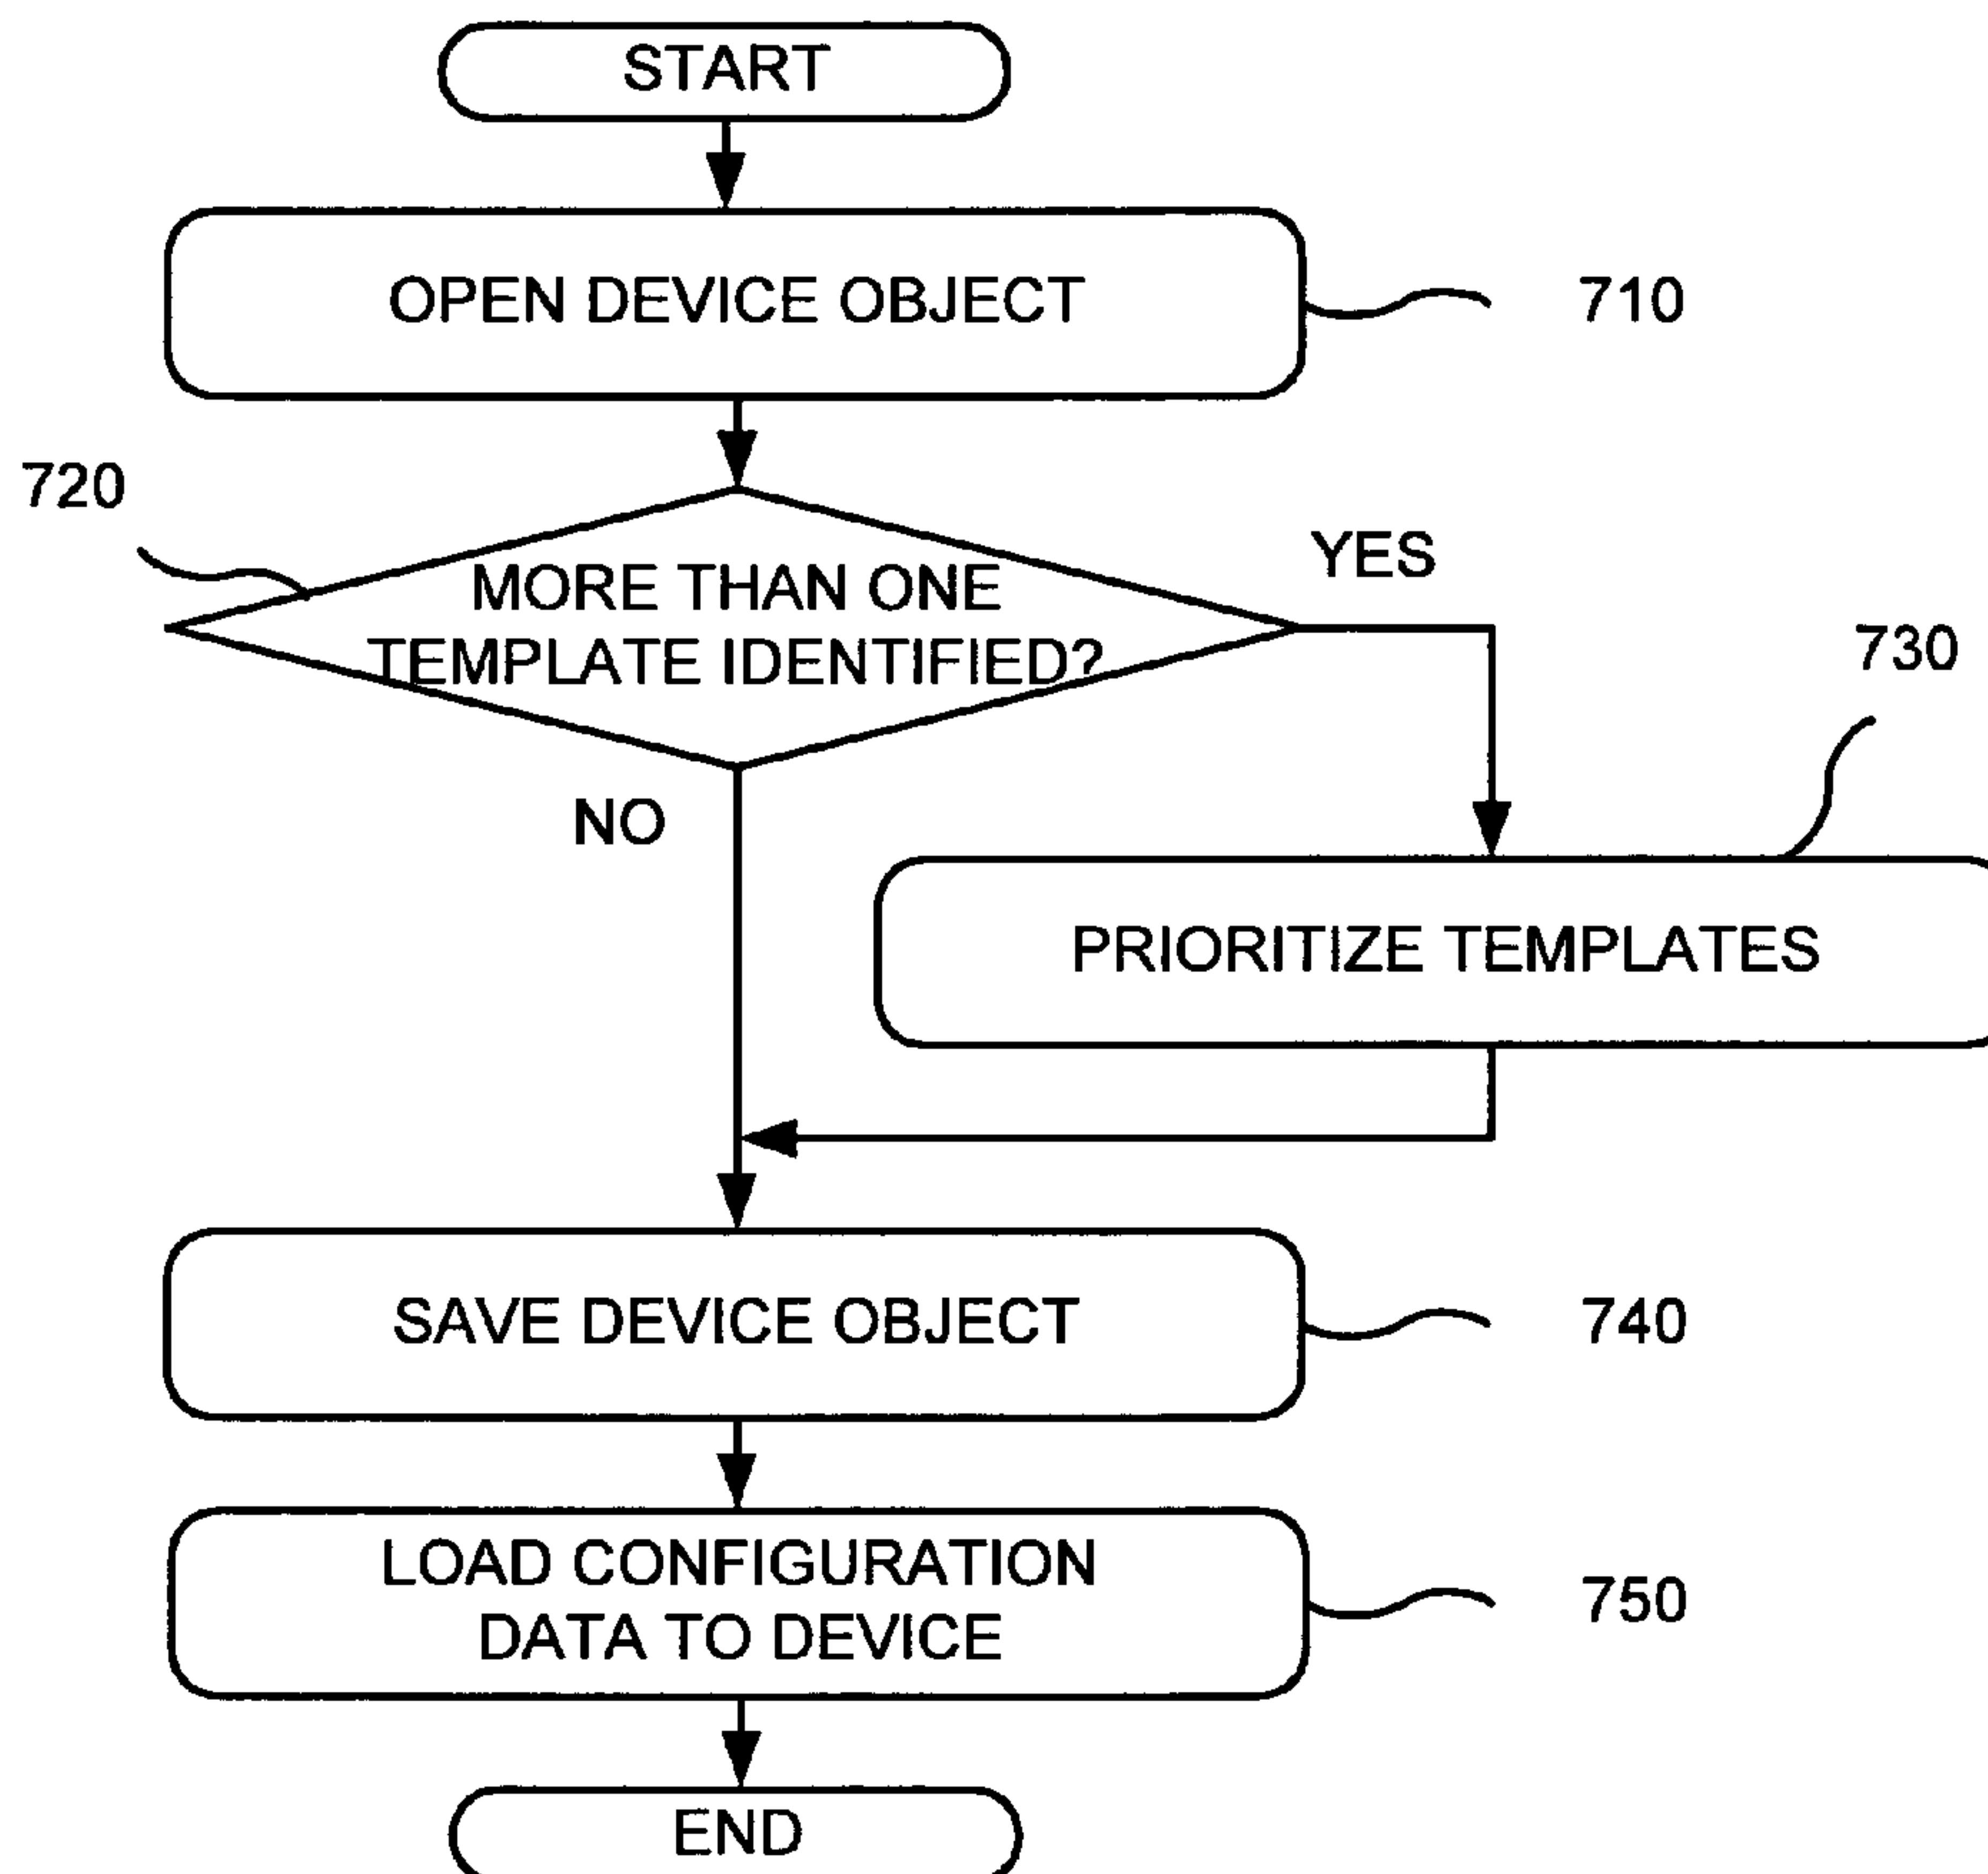 START
OPEN DEVICE OBJECT
710
720
MORE THAN ONE
TEMPLATE IDENTIFIED?
YES
730
NO
PRIORITIZE TEMPLATES
SAVE DEVICE OBJECT
740
LOAD CONFIGURATION
DATA TO DEVICE
750
END